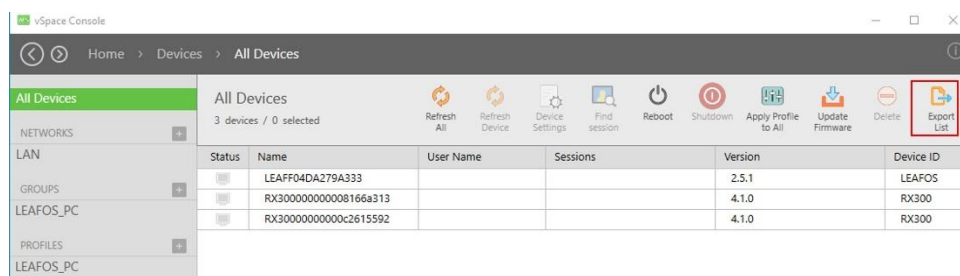 vSpace Console
Home > Devices > All Devices
All Devices
NETWORKS
LAN
GROUPS
LEAFOS_PC
PROFILES
LEAFOS_PC
All Devices
3 devices / 0 selected
Refresh All
Refresh Device
Device Settings
Find session
Reboot
Shutdown
Apply Profile to All
Update Firmware
Delete
Export List
Status Name User Name Sessions Version Device ID
LEAFF04DA279A333 2.5.1 LEAFOS
RX300000000008166a313 4.1.0 RX300
RX30000000000c2615592 4.1.0 RX300